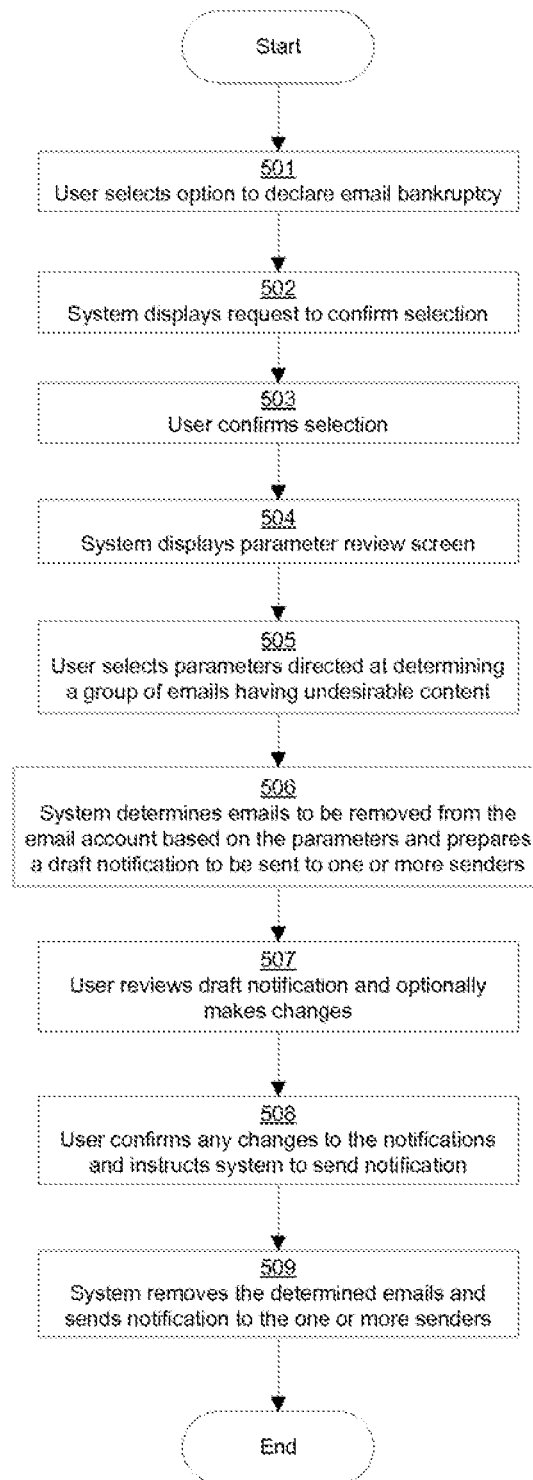 Start
501
User selects option to declare email bankruptcy
502
System displays request to confirm selection
503
User confirms selection
504
System displays parameter review screen
505
User selects parameters directed at determining
a group of emails having undesirable content
506
System determines emails to be removed from the
email account based on the parameters and prepares
a draft notification to be sent to one or more senders
507
User reviews draft notification and optionally
makes changes
508
User confirms any changes to the notifications
and instructs system to send notification
509
System removes the determined emails and
sends notification to the one or more senders
End